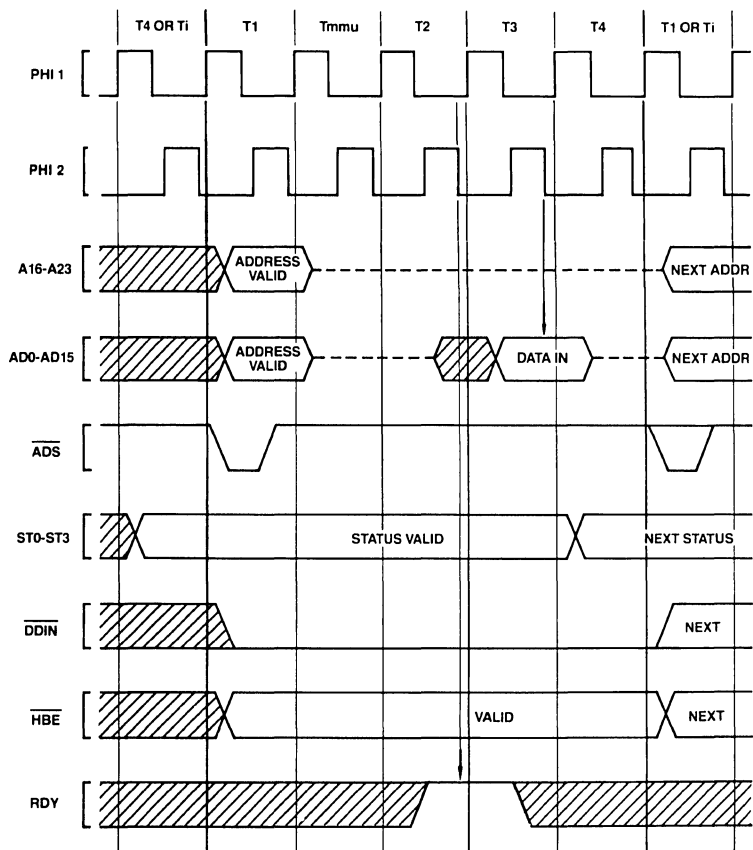 T4 OR Ti T1 Tmmu T2 T3 T4 T1 OR Ti
PHI 1
PHI 2
A16-A23
ADDRESS
VALID
NEXT ADDR
AD0-AD15
ADDRESS
VALID
DATA IN
NEXT ADDR
ADS
ST0-ST3
STATUS VALID
NEXT STATUS
DDIN
NEXT
HBE
VALID
NEXT
RDY